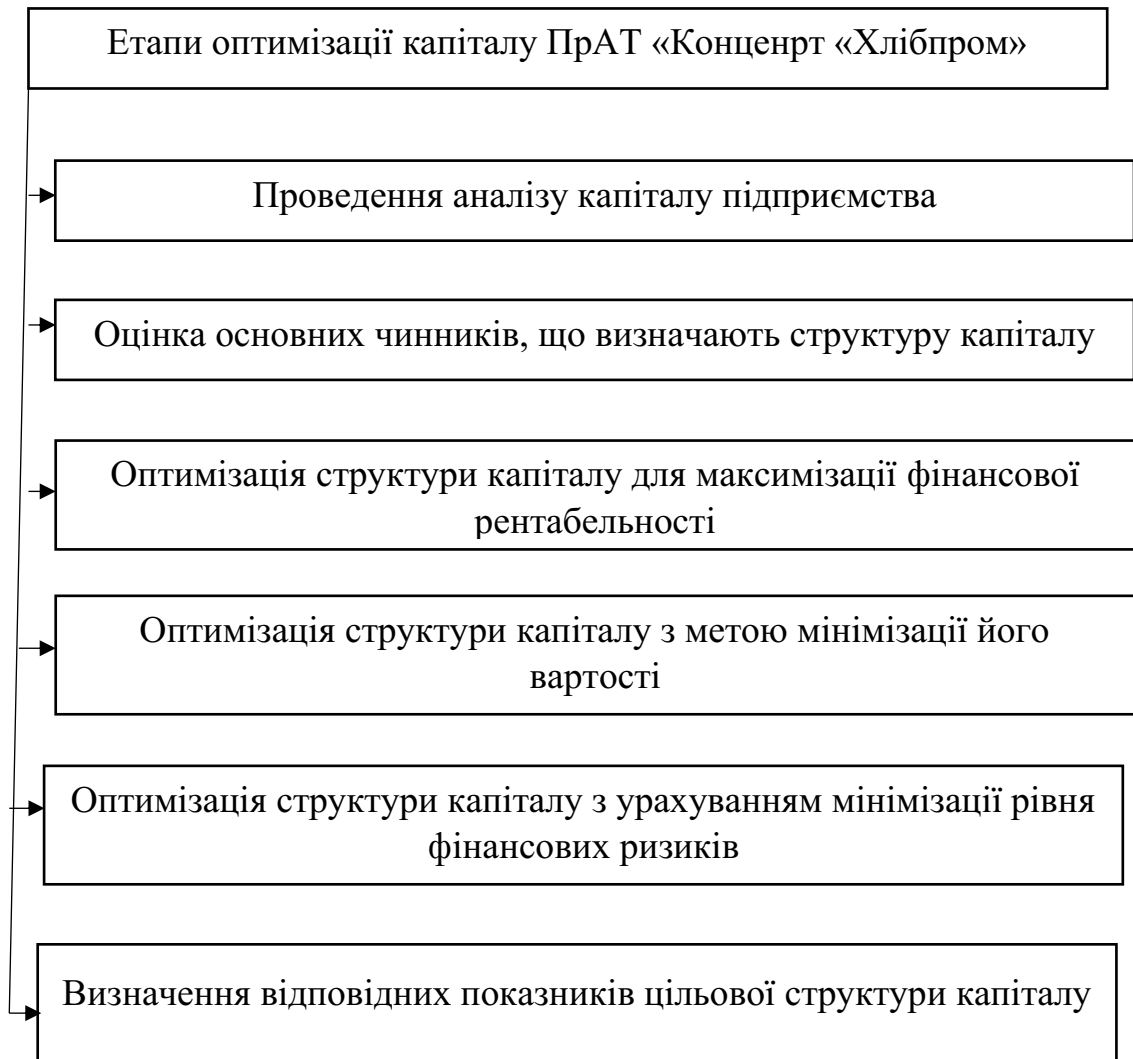 Етапи оптимізації капіталу ПрАТ «Конценрт «Хлібпром»
Проведення аналізу капіталу підприємства
Оцінка основних чинників, що визначають структуру капіталу
Оптимізація структури капіталу для максимізації фінансової
рентабельності
Оптимізація структури капіталу з метою мінімізації його
вартості
Оптимізація структури капіталу з урахуванням мінімізації рівня
фінансових ризиків
Визначення відповідних показників цільової структури капіталу